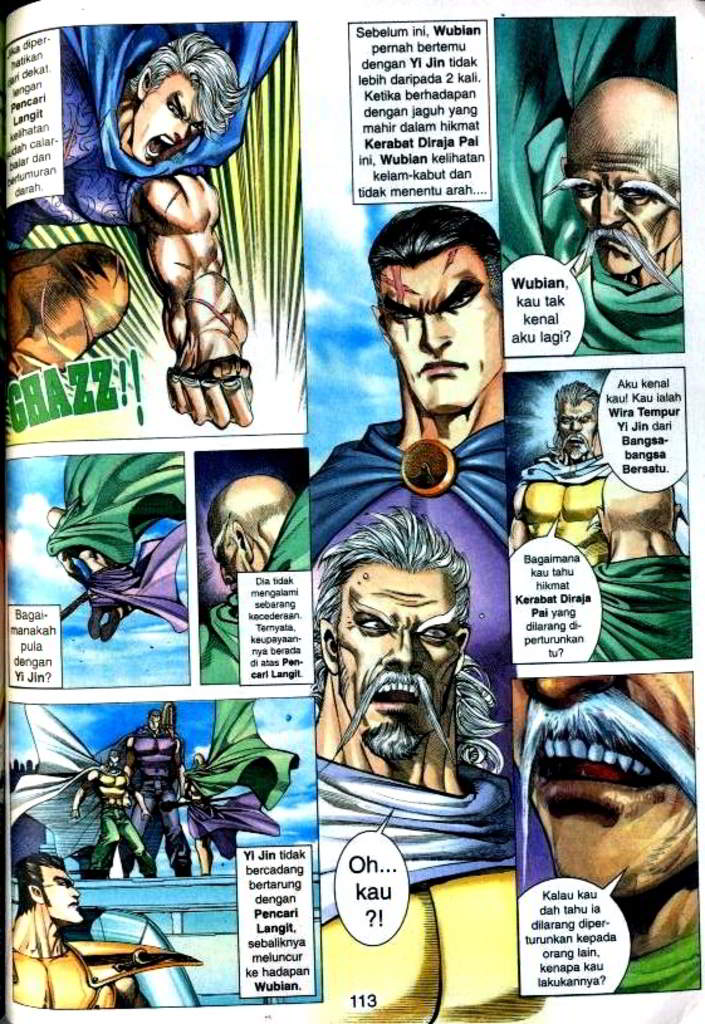 ika diper-
hatikan
dari dekat,
lengan
Pencari
Langit
kelihatan
sudah calar-
balar dan
berlumuran
darah.
GHAZZ!!
Bagai-
manakah
pula
dengan
Yi Jin?
Dia tidak
mengalami
sebarang
kecederaan.
Ternyata,
keupayaan-
nya berada
di atas Pen-
cari Langit.
Yi Jin tidak
bercadang
bertarung
dengan
Pencari
Langit,
sebaliknya
meluncur
ke hadapan
Wubian.
Sebelum ini, Wubian
pernah bertemu
dengan Yi Jin tidak
lebih daripada 2 kali.
Ketika berhadapan
dengan jaguh yang
mahir dalam hikmat
Kerabat Diraja Pai
ini, Wubian kelihatan
kelam-kabut dan
tidak menentu arah....
Wubian,
kau tak
kenal
aku lagi?
Oh...
kau
?!
Aku kenal
kau! Kau ialah
Wira Tempur
Yi Jin dari
Bangsa-
bangsa
Bersatu.
Bagaimana
kau tahu
hikmat
Kerabat Diraja
Pai yang
dilarang di-
perturunkan
tu?
Kalau kau
dah tahu ia
dilarang diper-
turunkan kepada
orang lain,
kenapa kau
lakukannya?
113